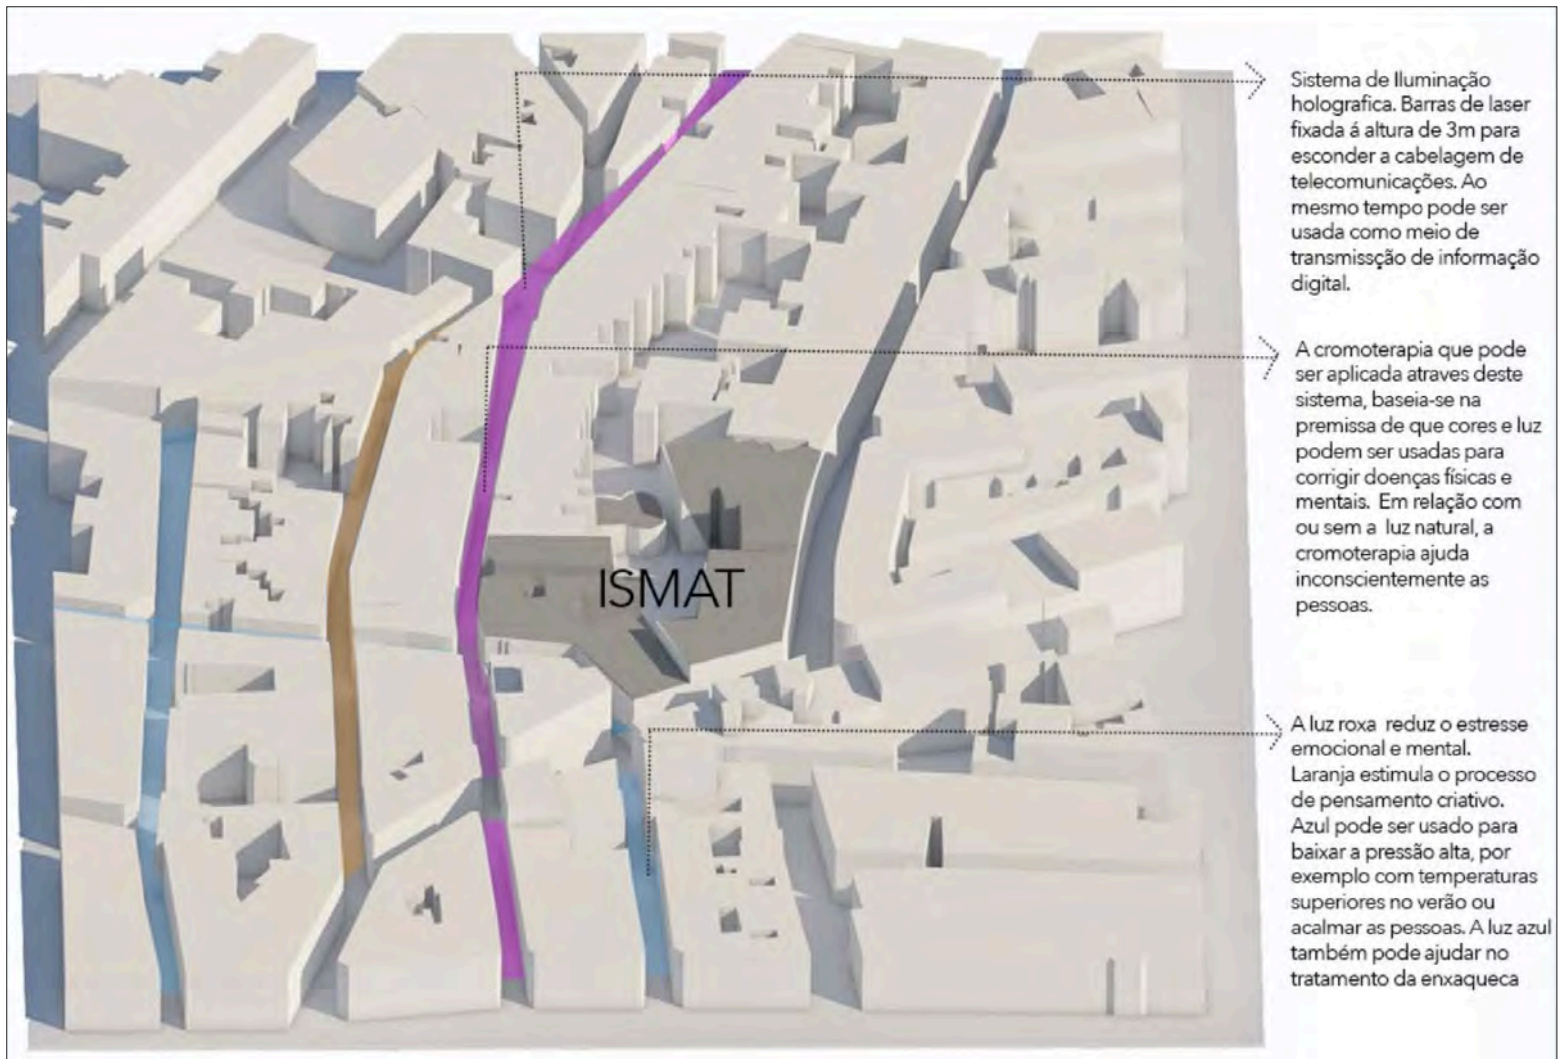 Sistema de Iluminação
holografica. Barras de laser
fixada á altura de 3m para
esconder a cabelagem de
telecomunicações. Ao
mesmo tempo pode ser
usada como meio de
transmissção de informação
digital.
A cromoterapia que pode
ser aplicada atraves deste
sistema, baseia-se na
premissa de que cores e luz
podem ser usadas para
corrigir doenças físicas e
mentais. Em relação com
ou sem a luz natural, a
cromoterapia ajuda
inconscientemente as
pessoas.
ISMAT
A luz roxa reduz o estresse
emocional e mental.
Laranja estimula o processo
de pensamento criativo.
Azul pode ser usado para
baixar a pressão alta, por
exemplo com temperaturas
superiores no verão ou
acalmar as pessoas. A luz azul
também pode ajudar no
tratamento da enxaqueca